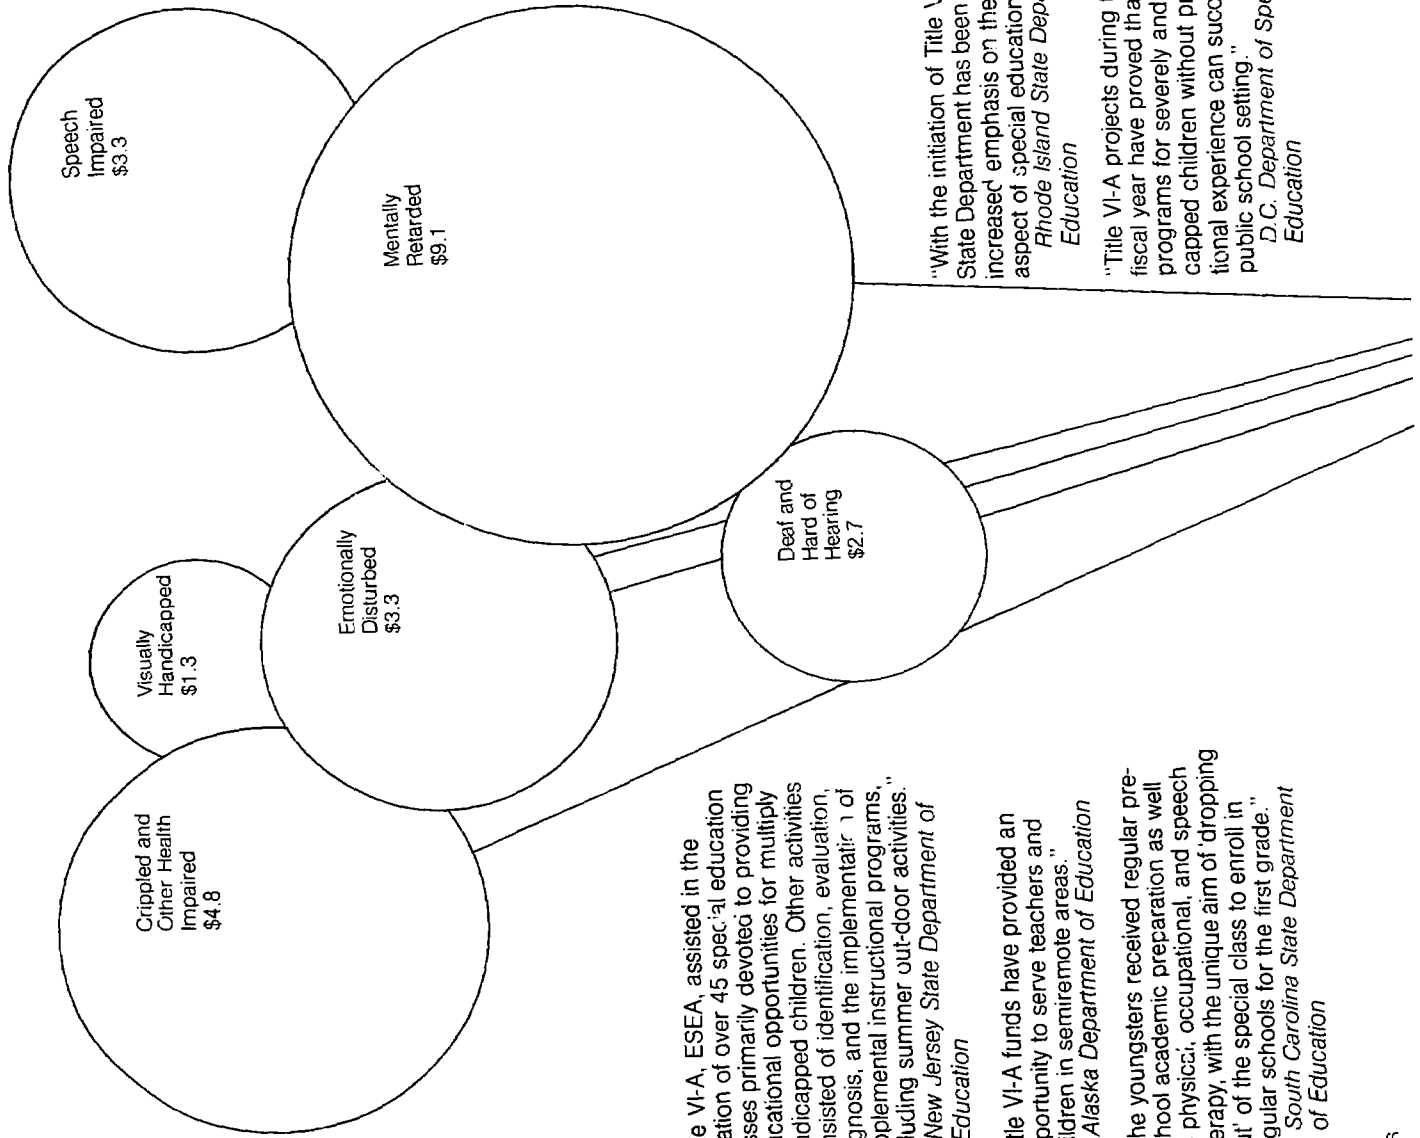 Crippled and
Other Health
Impaired
$4.8
Visually
Handicapped
$1.3
Speech
Impaired
$3.3
Emotionally
Disturbed
$3.3
Mentally
Retarded
$9.1
Deaf and
Hard of
Hearing
$2.7
e VI-A, ESEA, assisted in the
ation of over 45 special education
sses primarily devoted to providing
ucational opportunities for multiply
dicapped children. Other activities
nsisted of identification, evaluation,
gnosis, and the implementation of
pplemental instructional programs,
luding summer out-door activities."
New Jersey State Department of
Education
tle VI-A funds have provided an
portunity to serve teachers and
ldren in semiremote areas."
Alaska Department of Education
he youngsters received regular pre-
hool academic preparation as well
physical, occupational, and speech
erapy, with the unique aim of 'dropping
ut' of the special class to enroll in
gular schools for the first grade."
South Carolina State Department
of Education
"With the initiation of Title V
State Department has been
increased emphasis on the
aspect of special education
Rhode Island State Depa
Education
"Title VI-A projects during
fiscal year have proved tha
programs for severely and
capped children without pr
tional experience can succ
public school setting."
D.C. Department of Spe
Education
6